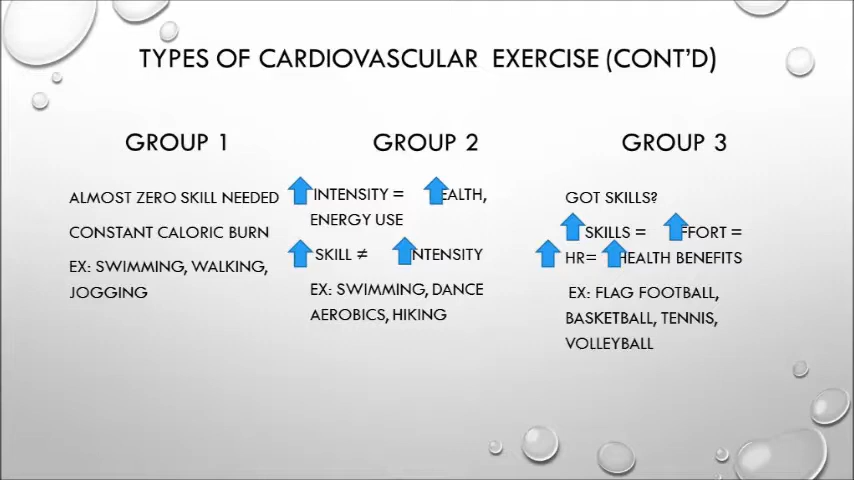 TYPES OF CARDIOVASCULAR EXERCISE (CONT'D)
GROUP 1
ALMOST ZERO SKILL NEEDED
CONSTANT CALORIC BURN
EX: SWIMMING, WALKING,
JOGGING
GROUP 2
INTENSITY = EALTH,
ENERGY USE
SKILL ≠ NTENSITY
EX: SWIMMING, DANCE
AEROBICS, HIKING
GROUP 3
GOT SKILLS?
SKILLS = FFORT =
HR= HEALTH BENEFITS
EX: FLAG FOOTBALL,
BASKETBALL, TENNIS,
VOLLEYBALL